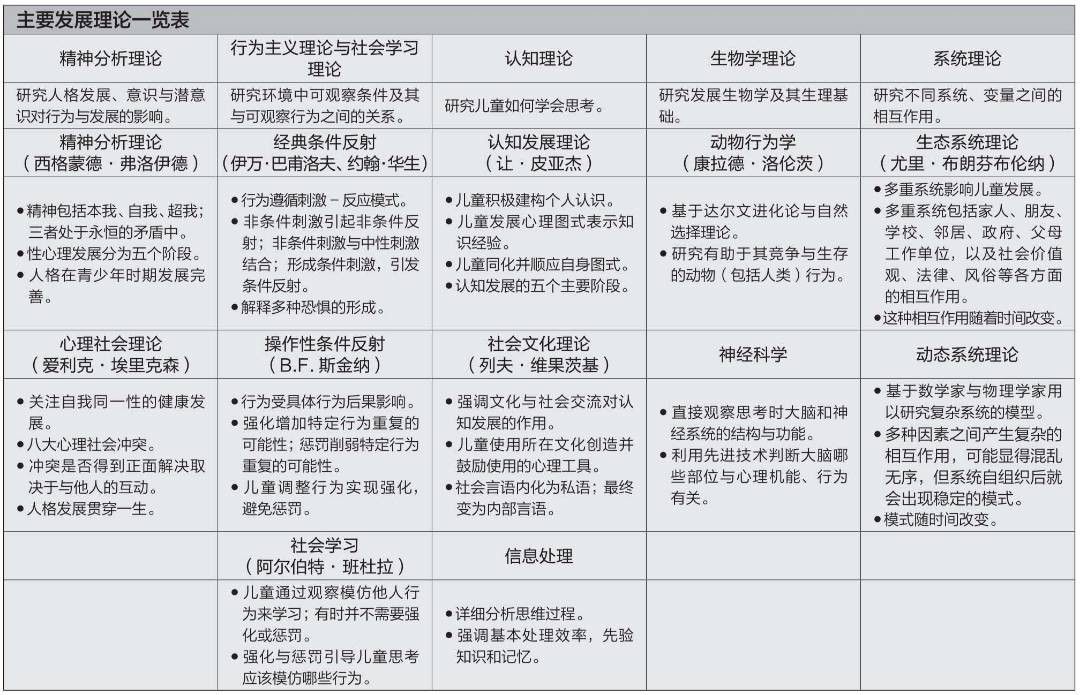 主要发展理论一览表
精神分析理论
行为主义理论与社会学习
理论
认知理论
生物学理论
系统理论
研究人格发展、意识与潜意
识对行为与发展的影响。
研究环境中可观察条件及其
与可观察行为之间的关系。
研究儿童如何学会思考。
研究发展生物学及其生理基
础。
研究不同系统、变量之间的
相互作用。
精神分析理论
（西格蒙德·弗洛伊德）
经典条件反射
（伊万·巴甫洛夫、约翰·华生）
认知发展理论
（让·皮亚杰）
动物行为学
（康拉德·洛伦茨）
生态系统理论
（尤里·布朗芬布伦纳）
●精神包括本我、自我、超我；
三者处于永恒的矛盾中。
●性心理发展分为五个阶段。
●人格在青少年时期发展完
善。
●行为遵循刺激－反应模式。
●非条件刺激引起非条件反
射；非条件刺激与中性刺激
结合；形成条件刺激，引发
条件反射。
●解释多种恐惧的形成。
●儿童积极建构个人认识。
●儿童发展心理图式表示知
识经验。
●儿童同化并顺应自身图式。
●认知发展的五个主要阶段。
●基于达尔文进化论与自然
选择理论。
●研究有助于其竞争与生存
的动物（包括人类）行为。
●多重系统影响儿童发展。
●多重系统包括家人、朋友、
学校、邻居、政府、父母
工作单位，以及社会价值
观、法律、风俗等各方面
的相互作用。
●这种相互作用随着时间改变。
心理社会理论
（爱利克·埃里克森）
操作性条件反射
（B.F. 斯金纳）
社会文化理论
（列夫·维果茨基）
神经科学
动态系统理论
●关注自我同一性的健康发
展。
●八大心理社会冲突。
●冲突是否得到正面解决取
决于与他人的互动。
●人格发展贯穿一生。
●行为受具体行为后果影响。
●强化增加特定行为重复的
可能性；惩罚削弱特定行为
重复的可能性。
●儿童调整行为实现强化，
避免惩罚。
●强调文化与社会交流对认
知发展的作用。
●儿童使用所在文化创造并
鼓励使用的心理工具。
●社会言语内化为私语；最终
变为内部言语。
●直接观察思考时大脑和神
经系统的结构与功能。
●利用先进技术判断大脑哪
些部位与心理机能、行为
有关。
●基于数学家与物理学家用
以研究复杂系统的模型。
●多种因素之间产生复杂的
相互作用，可能显得混乱
无序，但系统自组织后就
会出现稳定的模式。
●模式随时间改变。
社会学习
（阿尔伯特·班杜拉）
信息处理
●儿童通过观察模仿他人行
为来学习；有时并不需要强
化或惩罚。
●强化与惩罚引导儿童思考
应该模仿哪些行为。
●详细分析思维过程。
●强调基本处理效率，先验
知识和记忆。